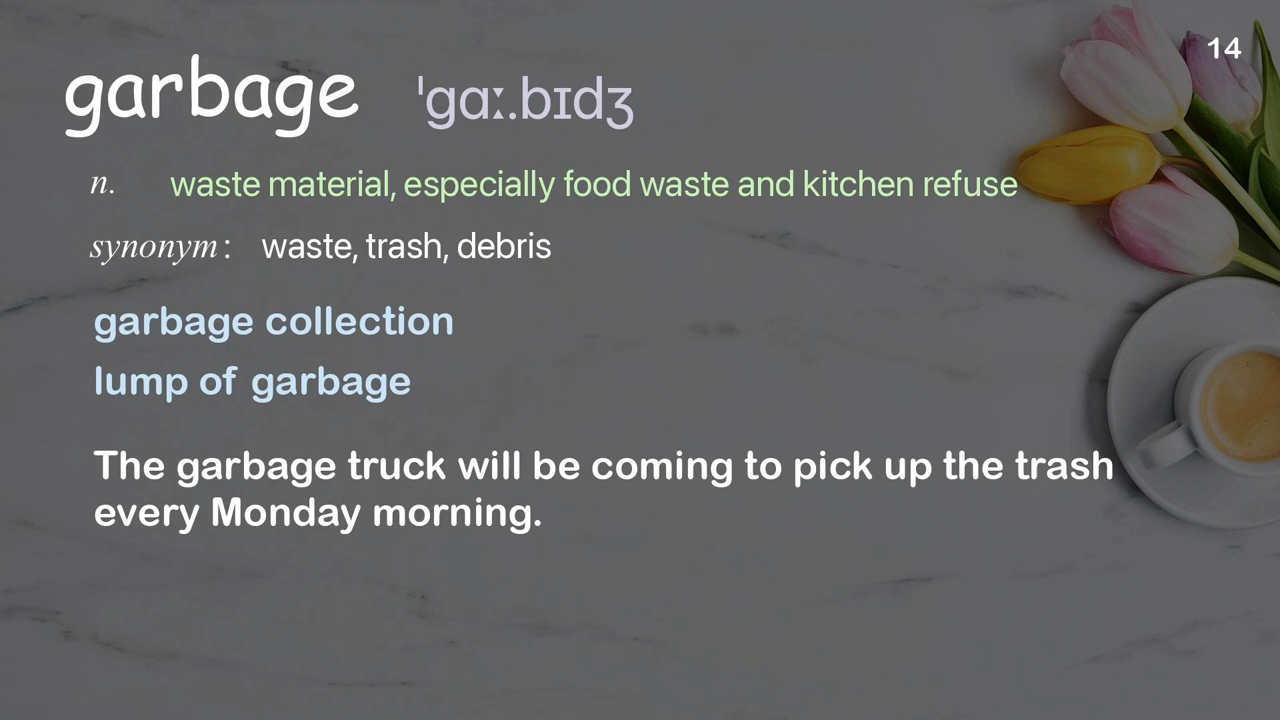 14
garbage ˈɡɑː.bɪdʒ
n. waste material, especially food waste and kitchen refuse
synonym: waste, trash, debris
garbage collection
lump of garbage
The garbage truck will be coming to pick up the trash
every Monday morning.